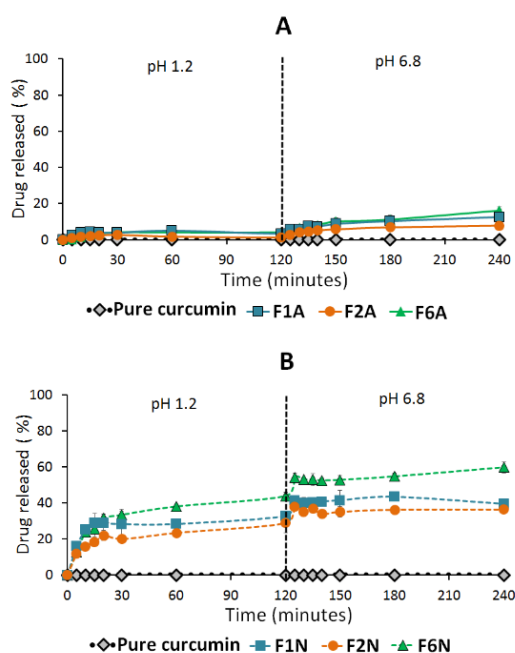 A
pH 1.2
pH 6.8
Drug released ( %)
100
80
60
40
20
0
0 30 60 90 120 150 180 210 240
Time (minutes)
Pure curcumin F1A F2A F6A
B
pH 1.2
pH 6.8
Drug released ( %)
100
80
60
40
20
0
0 30 60 90 120 150 180 210 240
Time (minutes)
Pure curcumin F1N F2N F6N